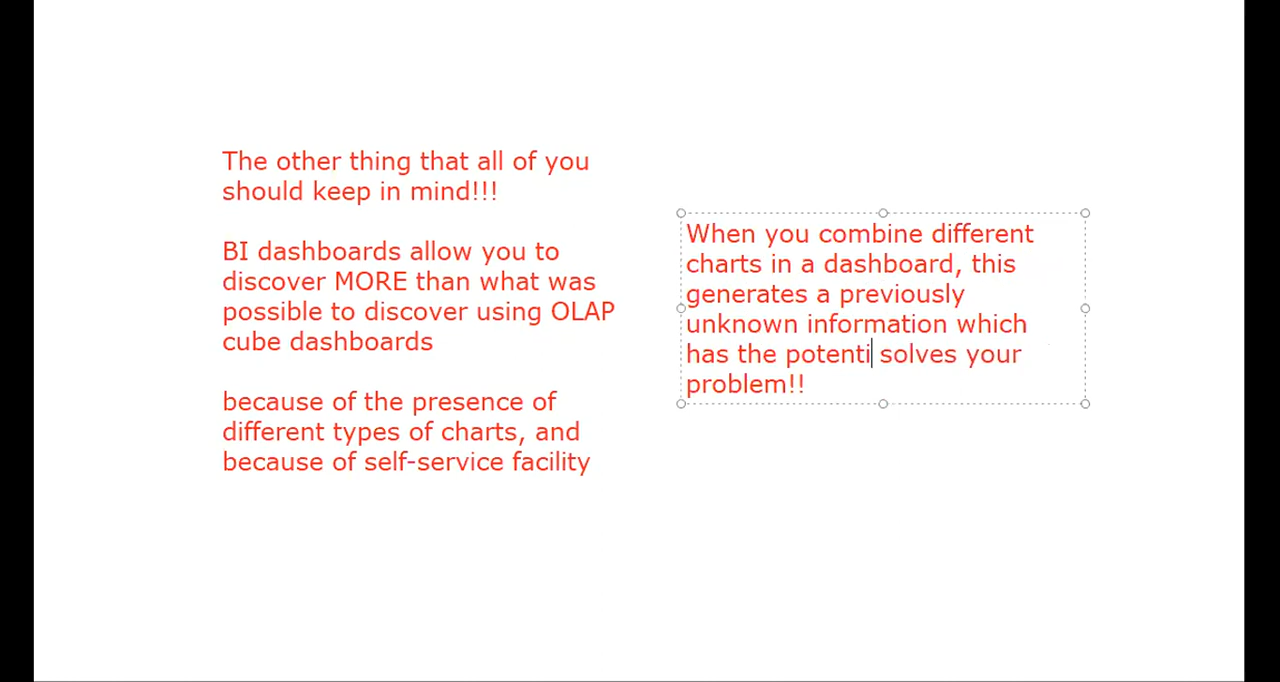 The other thing that all of you
should keep in mind!!!
BI dashboards allow you to
discover MORE than what was
possible to discover using OLAP
cube dashboards
because of the presence of
different types of charts, and
because of self-service facility
When you combine different
charts in a dashboard, this
generates a previously
unknown information which
has the potenti solves your
problem!!